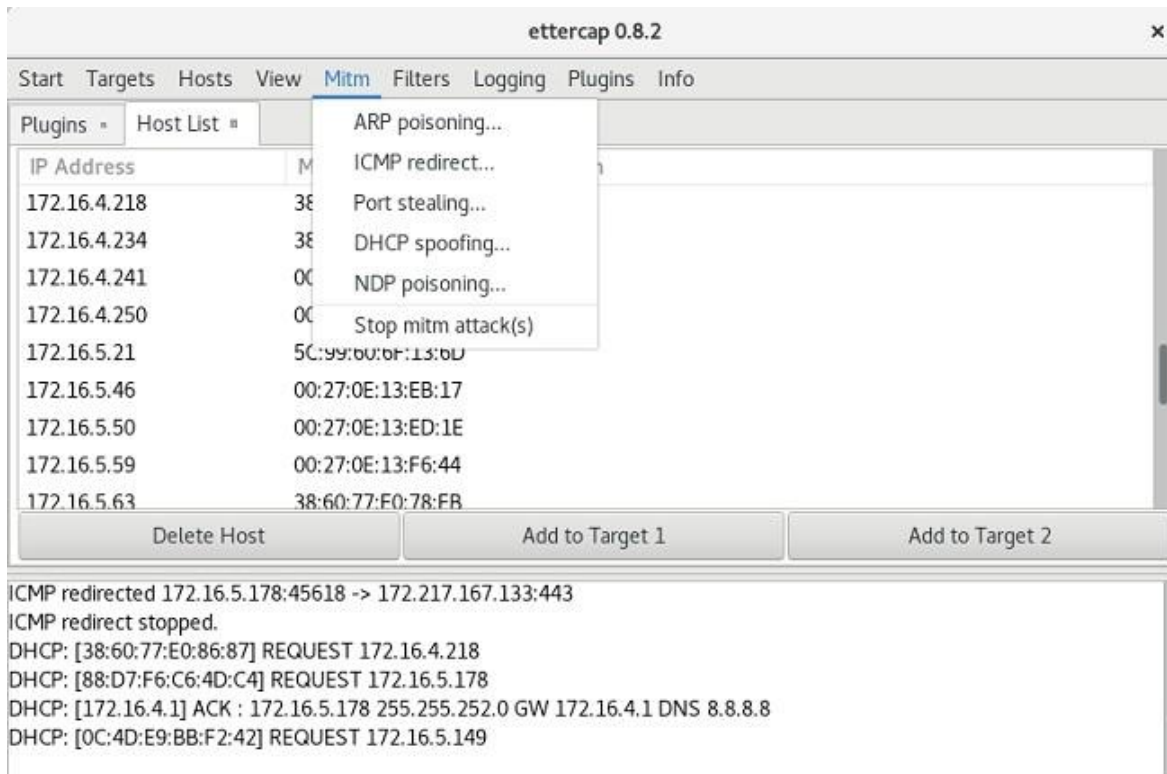 ettercap 0.8.2 ×
Start Targets Hosts View Mitm Filters Logging Plugins Info
Plugins Host List
ARP poisoning...
ICMP redirect...
Port stealing...
DHCP spoofing...
NDP poisoning...
Stop mitm attack(s)
IP Address M
172.16.4.218 38
172.16.4.234 38
172.16.4.241 00
172.16.4.250 00
172.16.5.21 5C:99:60:6F:13:6D
172.16.5.46 00:27:0E:13:EB:17
172.16.5.50 00:27:0E:13:ED:1E
172.16.5.59 00:27:0E:13:F6:44
172.16.5.63 38:60:77:E0:78:EB
Delete Host Add to Target 1 Add to Target 2
ICMP redirected 172.16.5.178:45618 -> 172.217.167.133:443
ICMP redirect stopped.
DHCP: [38:60:77:E0:86:87] REQUEST 172.16.4.218
DHCP: [88:D7:F6:C6:4D:C4] REQUEST 172.16.5.178
DHCP: [172.16.4.1] ACK : 172.16.5.178 255.255.252.0 GW 172.16.4.1 DNS 8.8.8.8
DHCP: [0C:4D:E9:BB:F2:42] REQUEST 172.16.5.149